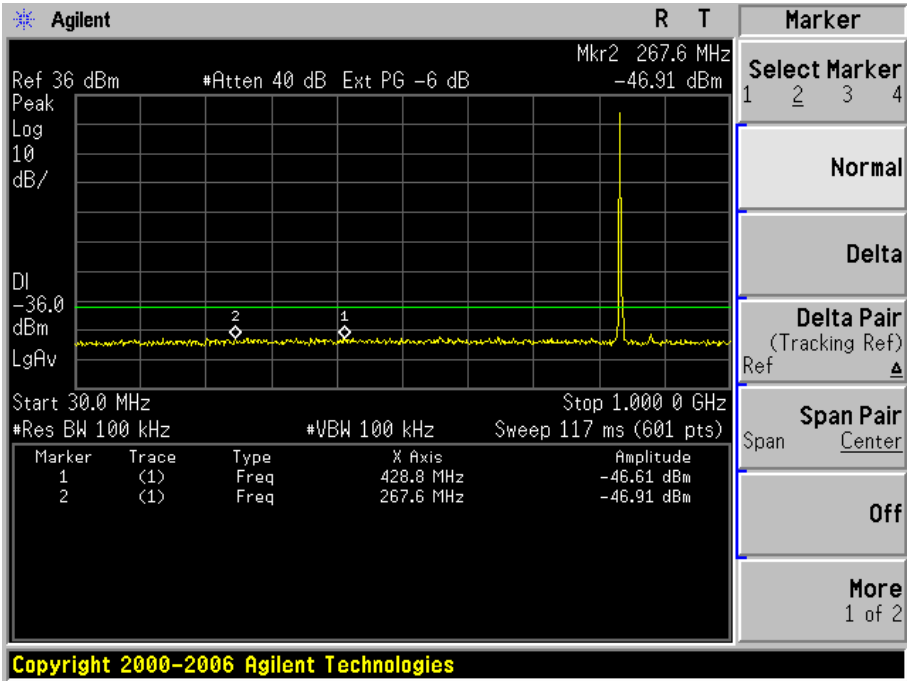 Agilent R T
Mkr2 267.6 MHz
Ref 36 dBm #Atten 40 dB Ext PG -6 dB -46.91 dBm
Peak
Log
10
dB/
DI
-36.0
dBm
LgAv
2 1
Start 30.0 MHz Stop 1.000 0 GHz
#Res BW 100 kHz #VBW 100 kHz Sweep 117 ms (601 pts)
Marker Trace Type X Axis Amplitude
1 (1) Freq 428.8 MHz -46.61 dBm
2 (1) Freq 267.6 MHz -46.91 dBm
Copyright 2000-2006 Agilent Technologies
Marker
Select Marker
1 2 3 4
Normal
Delta
Delta Pair
(Tracking Ref)
Ref Δ
Span Pair
Span Center
Off
More
1 of 2